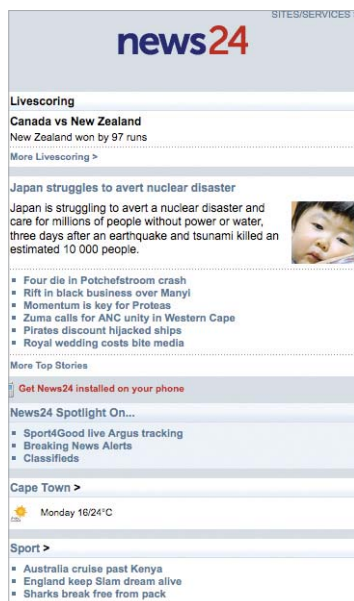 SITES/SERVICES
news24
Livescoring
Canada vs New Zealand
New Zealand won by 97 runs
More Livescoring >
Japan struggles to avert nuclear disaster
Japan is struggling to avert a nuclear disaster and
care for millions of people without power or water,
three days after an earthquake and tsunami killed an
estimated 10 000 people.
Four die in Potchefstroom crash
Rift in black business over Manyi
Momentum is key for Proteas
Zuma calls for ANC unity in Western Cape
Pirates discount hijacked ships
Royal wedding costs bite media
More Top Stories
Get News24 installed on your phone
News24 Spotlight On...
Sport4Good live Argus tracking
Breaking News Alerts
Classifieds
Cape Town >
Monday 16/24°C
Sport >
Australia cruise past Kenya
England keep Slam dream alive
Sharks break free from pack